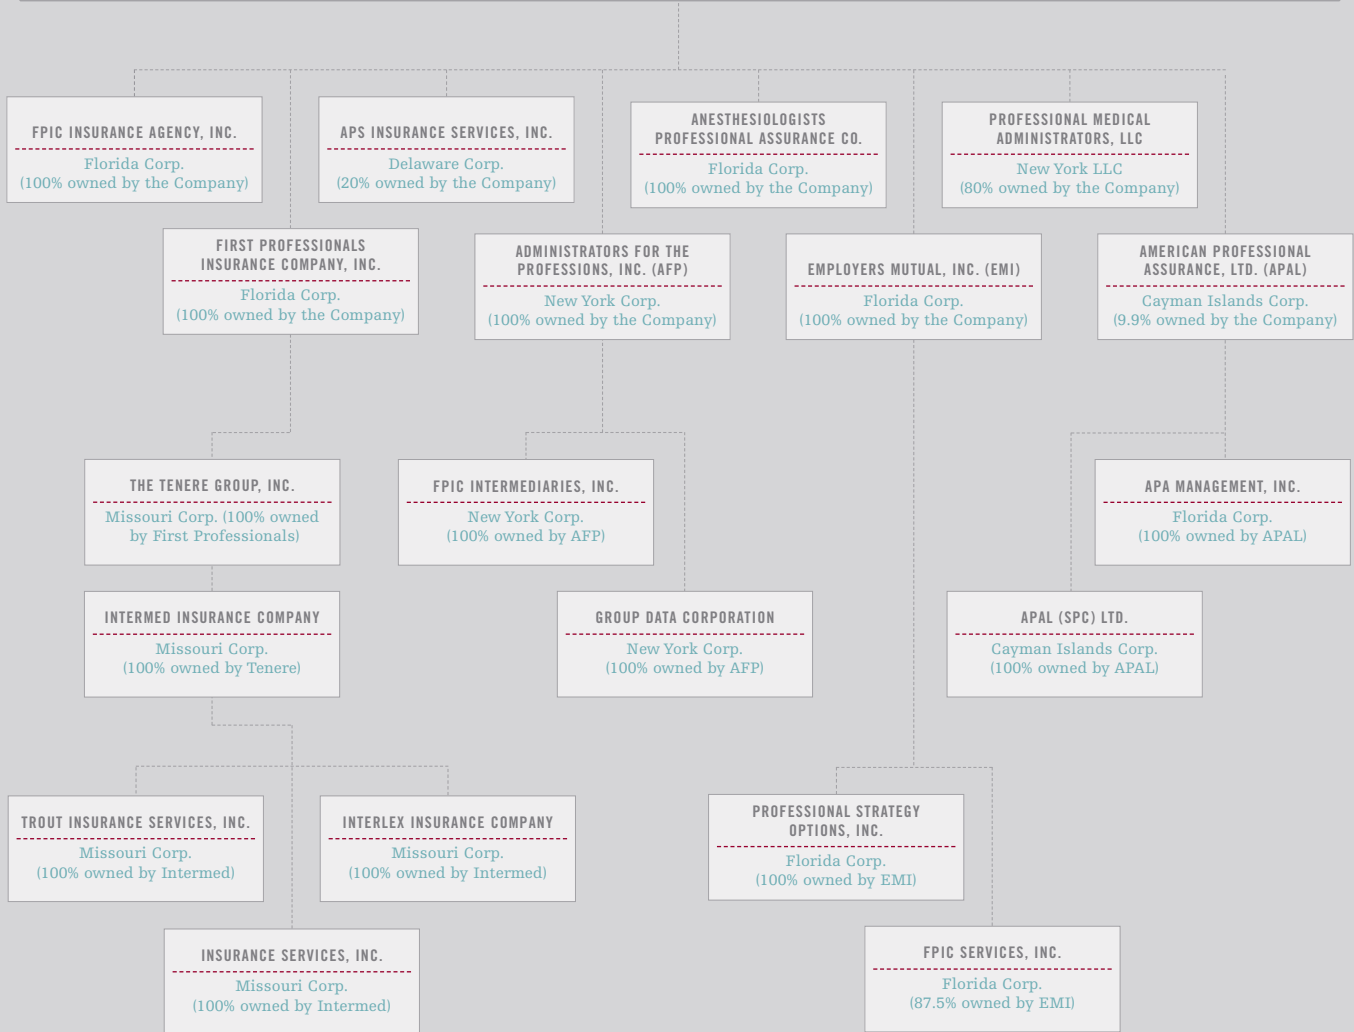 FPIC INSURANCE AGENCY, INC.
Florida Corp.
(100% owned by the Company)
APS INSURANCE SERVICES, INC.
Delaware Corp.
(20% owned by the Company)
ANESTHESIOLOGISTS
PROFESSIONAL ASSURANCE CO.
Florida Corp.
(100% owned by the Company)
PROFESSIONAL MEDICAL
ADMINISTRATORS, LLC
New York LLC
(80% owned by the Company)
FIRST PROFESSIONALS
INSURANCE COMPANY, INC.
Florida Corp.
(100% owned by the Company)
ADMINISTRATORS FOR THE
PROFESSIONS, INC. (AFP)
New York Corp.
(100% owned by the Company)
EMPLOYERS MUTUAL, INC. (EMI)
Florida Corp.
(100% owned by the Company)
AMERICAN PROFESSIONAL
ASSURANCE, LTD. (APAL)
Cayman Islands Corp.
(9.9% owned by the Company)
THE TENERE GROUP, INC.
Missouri Corp. (100% owned
by First Professionals)
FPIC INTERMEDIARIES, INC.
New York Corp.
(100% owned by AFP)
APA MANAGEMENT, INC.
Florida Corp.
(100% owned by APAL)
INTERMED INSURANCE COMPANY
Missouri Corp.
(100% owned by Tenere)
GROUP DATA CORPORATION
New York Corp.
(100% owned by AFP)
APAL (SPC) LTD.
Cayman Islands Corp.
(100% owned by APAL)
TROUT INSURANCE SERVICES, INC.
Missouri Corp.
(100% owned by Intermed)
INTERLEX INSURANCE COMPANY
Missouri Corp.
(100% owned by Intermed)
PROFESSIONAL STRATEGY
OPTIONS, INC.
Florida Corp.
(100% owned by EMI)
INSURANCE SERVICES, INC.
Missouri Corp.
(100% owned by Intermed)
FPIC SERVICES, INC.
Florida Corp.
(87.5% owned by EMI)